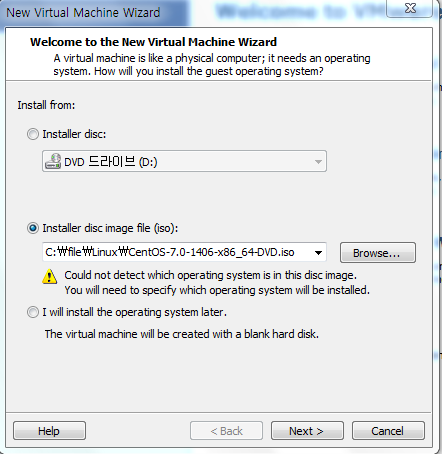 New Virtual Machine Wizard
Welcome to VMware
Welcome to the New Virtual Machine Wizard
A virtual machine is like a physical computer; it needs an operating
system. How will you install the guest operating system?
Install from:
Installer disc:
DVD 드라이브 (D:)
Installer disc image file (iso):
C:₩file₩Linux₩CentOS-7.0-1406-x86_64-DVD.iso
Browse...
Could not detect which operating system is in this disc image.
You will need to specify which operating system will be installed.
I will install the operating system later.
The virtual machine will be created with a blank hard disk.
Help
< Back
Next >
Cancel